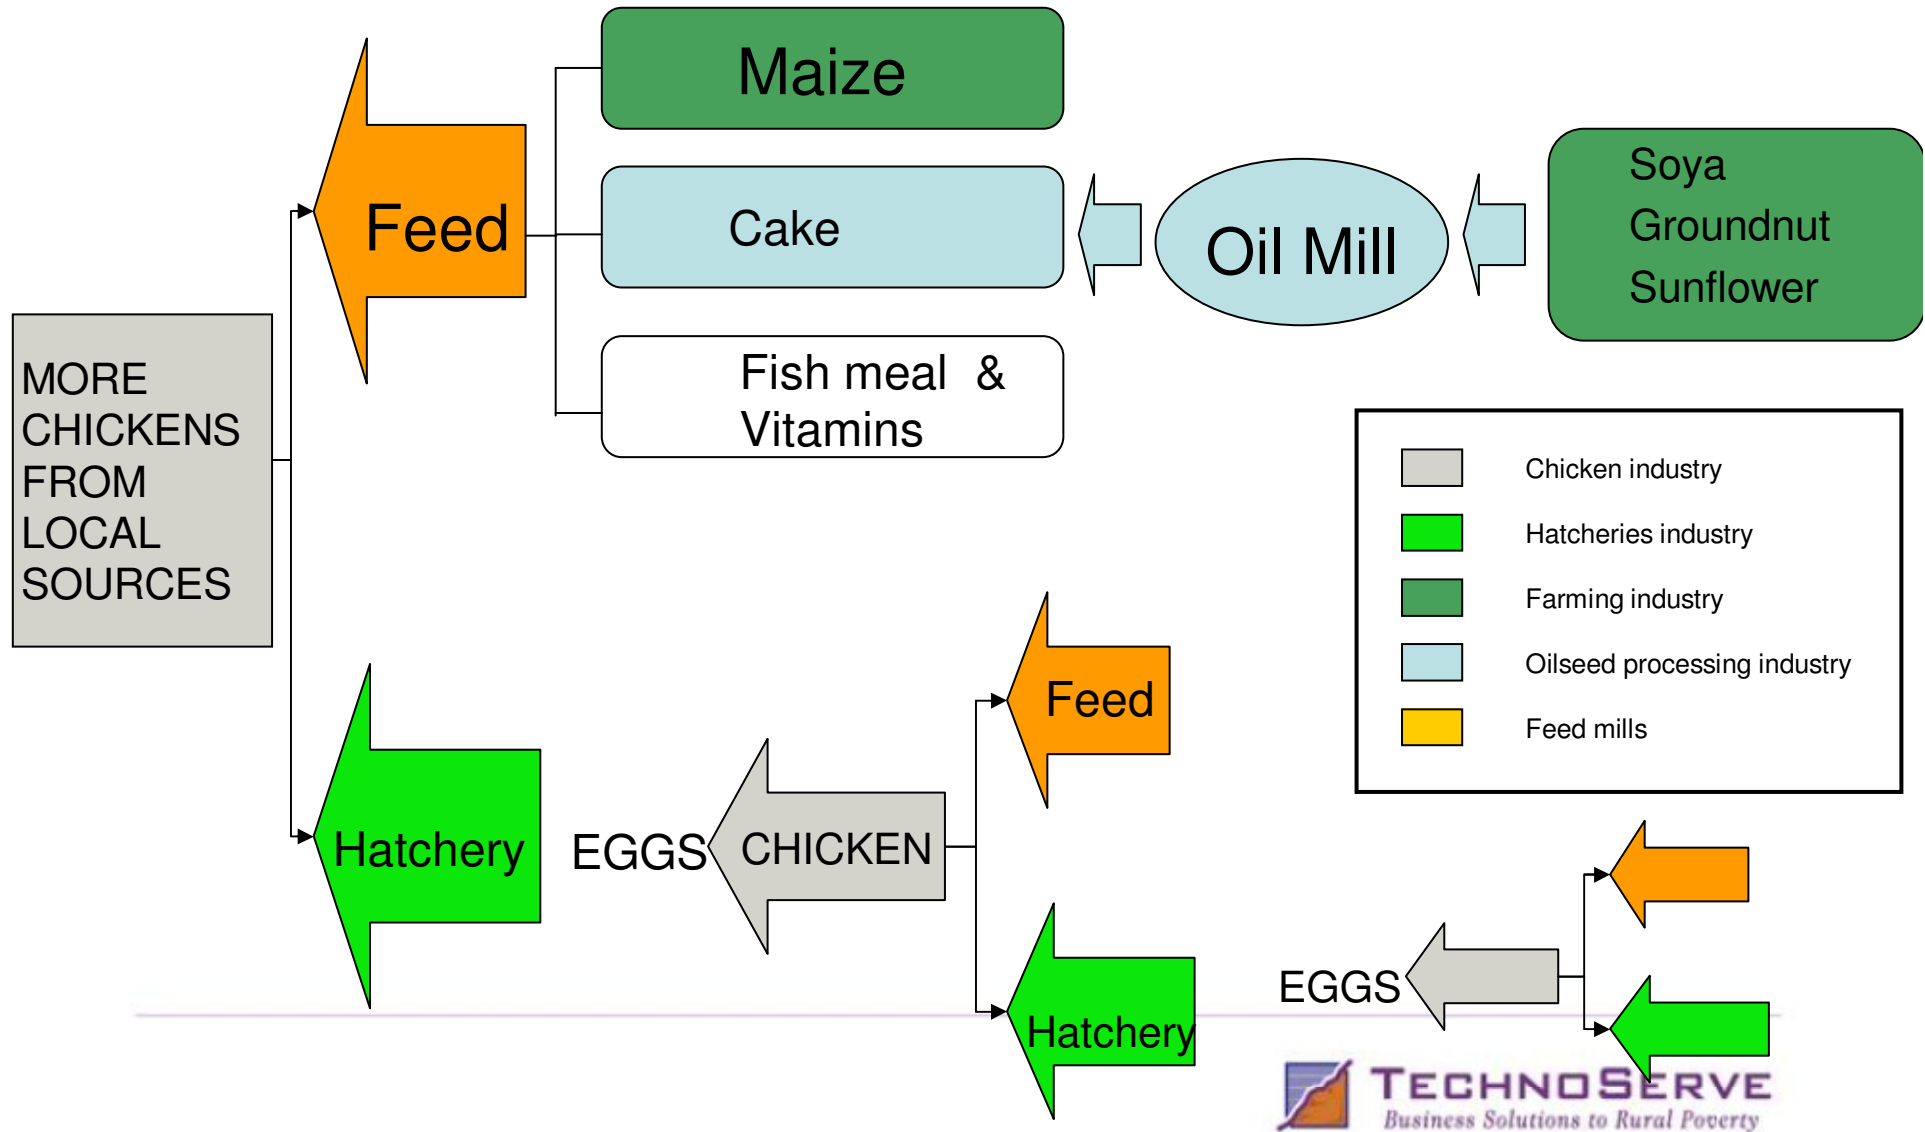 Maize
Feed
Cake
Oil Mill
Soya
Groundnut
Sunflower
Fish meal &
Vitamins
MORE
CHICKENS
FROM
LOCAL
SOURCES
Chicken industry
Hatcheries industry
Farming industry
Oilseed processing industry
Feed mills
Feed
Hatchery
EGGS
CHICKEN
Hatchery
EGGS
TECHNOSERVE
Business Solutions to Rural Poverty